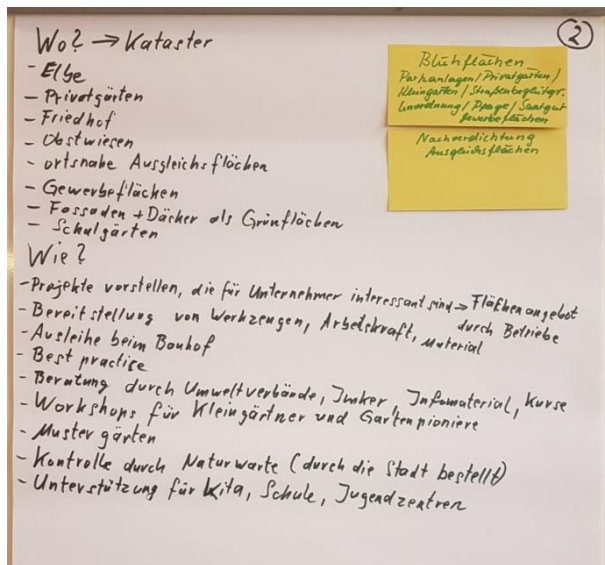 Wo? → Kataster
②
- Elbe
- Privatgärten
- Friedhof
- Obstwiesen
- ortsnahe Ausgleichsflächen
- Gewerbeflächen
- Fassaden + Dächer als Grünflächen
- Schulgärten
Blühflächen
Parkanlagen / Privatgärten /
Kleingärten / Straßenbegleitgr.
Unordnung / Pflege / Saatgut
Gewerbeflächen
Nachverdichtung
Ausgleichsflächen
Wie?
- Projekte vorstellen, die für Unternehmer interessant sind → Flächenangebot
durch Betriebe
- Bereitstellung von Werkzeugen, Arbeitskraft, Material
- Ausleihe beim Bauhof
- Best practice
- Beratung durch Umweltverbände, Imker, Infomaterial, Kurse
- Workshops für Kleingärtner und Gartenpioniere
- Mustergärten
- Kontrolle durch Naturwarte (durch die Stadt bestellt)
- Unterstützung für Kita, Schule, Jugendzentren